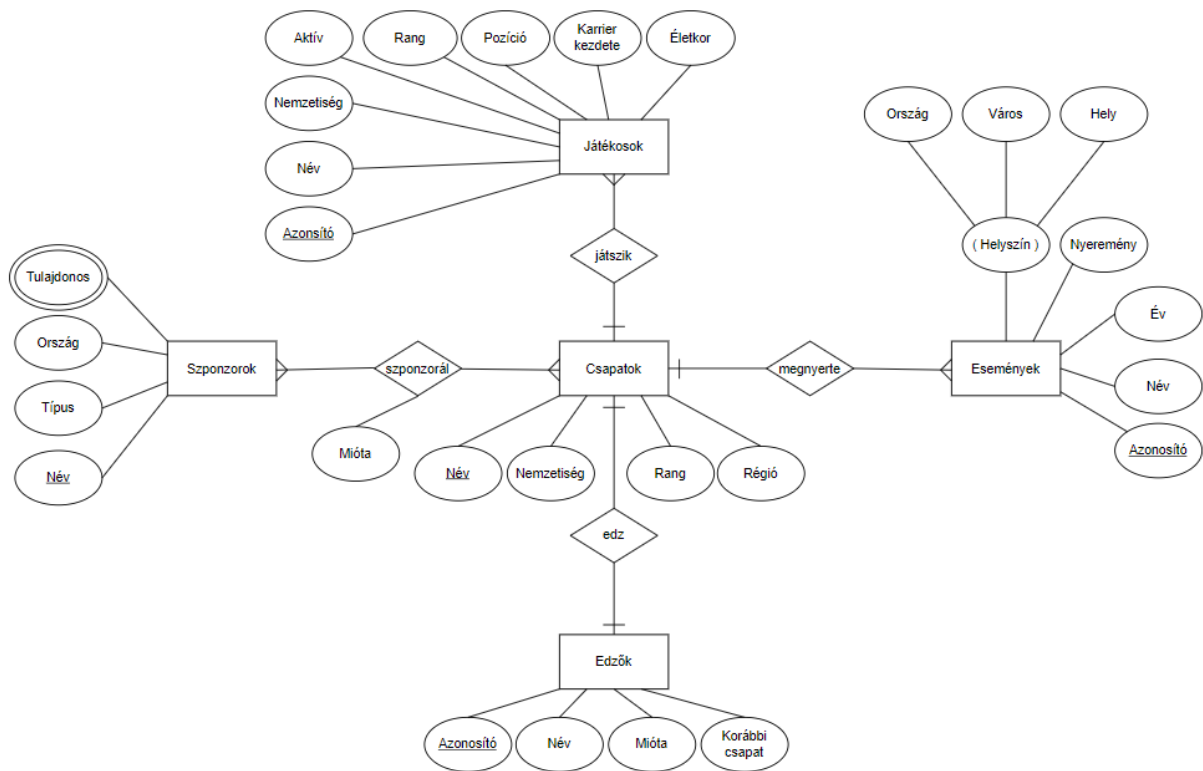 Aktív
Rang
Pozíció
Karrier
kezdete
Életkor
Nemzetiség
Név
Azonsító
Játékosok
Ország
Város
Hely
( Helyszín )
Nyeremény
Év
Név
Azonosító
Események
játszik
Tulajdonos
Ország
Típus
Név
Szponzorok
szponzorál
Mióta
Csapatok
megnyerte
Név
Nemzetiség
Rang
Régió
edz
Edzők
Azonosító
Név
Mióta
Korábbi
csapat